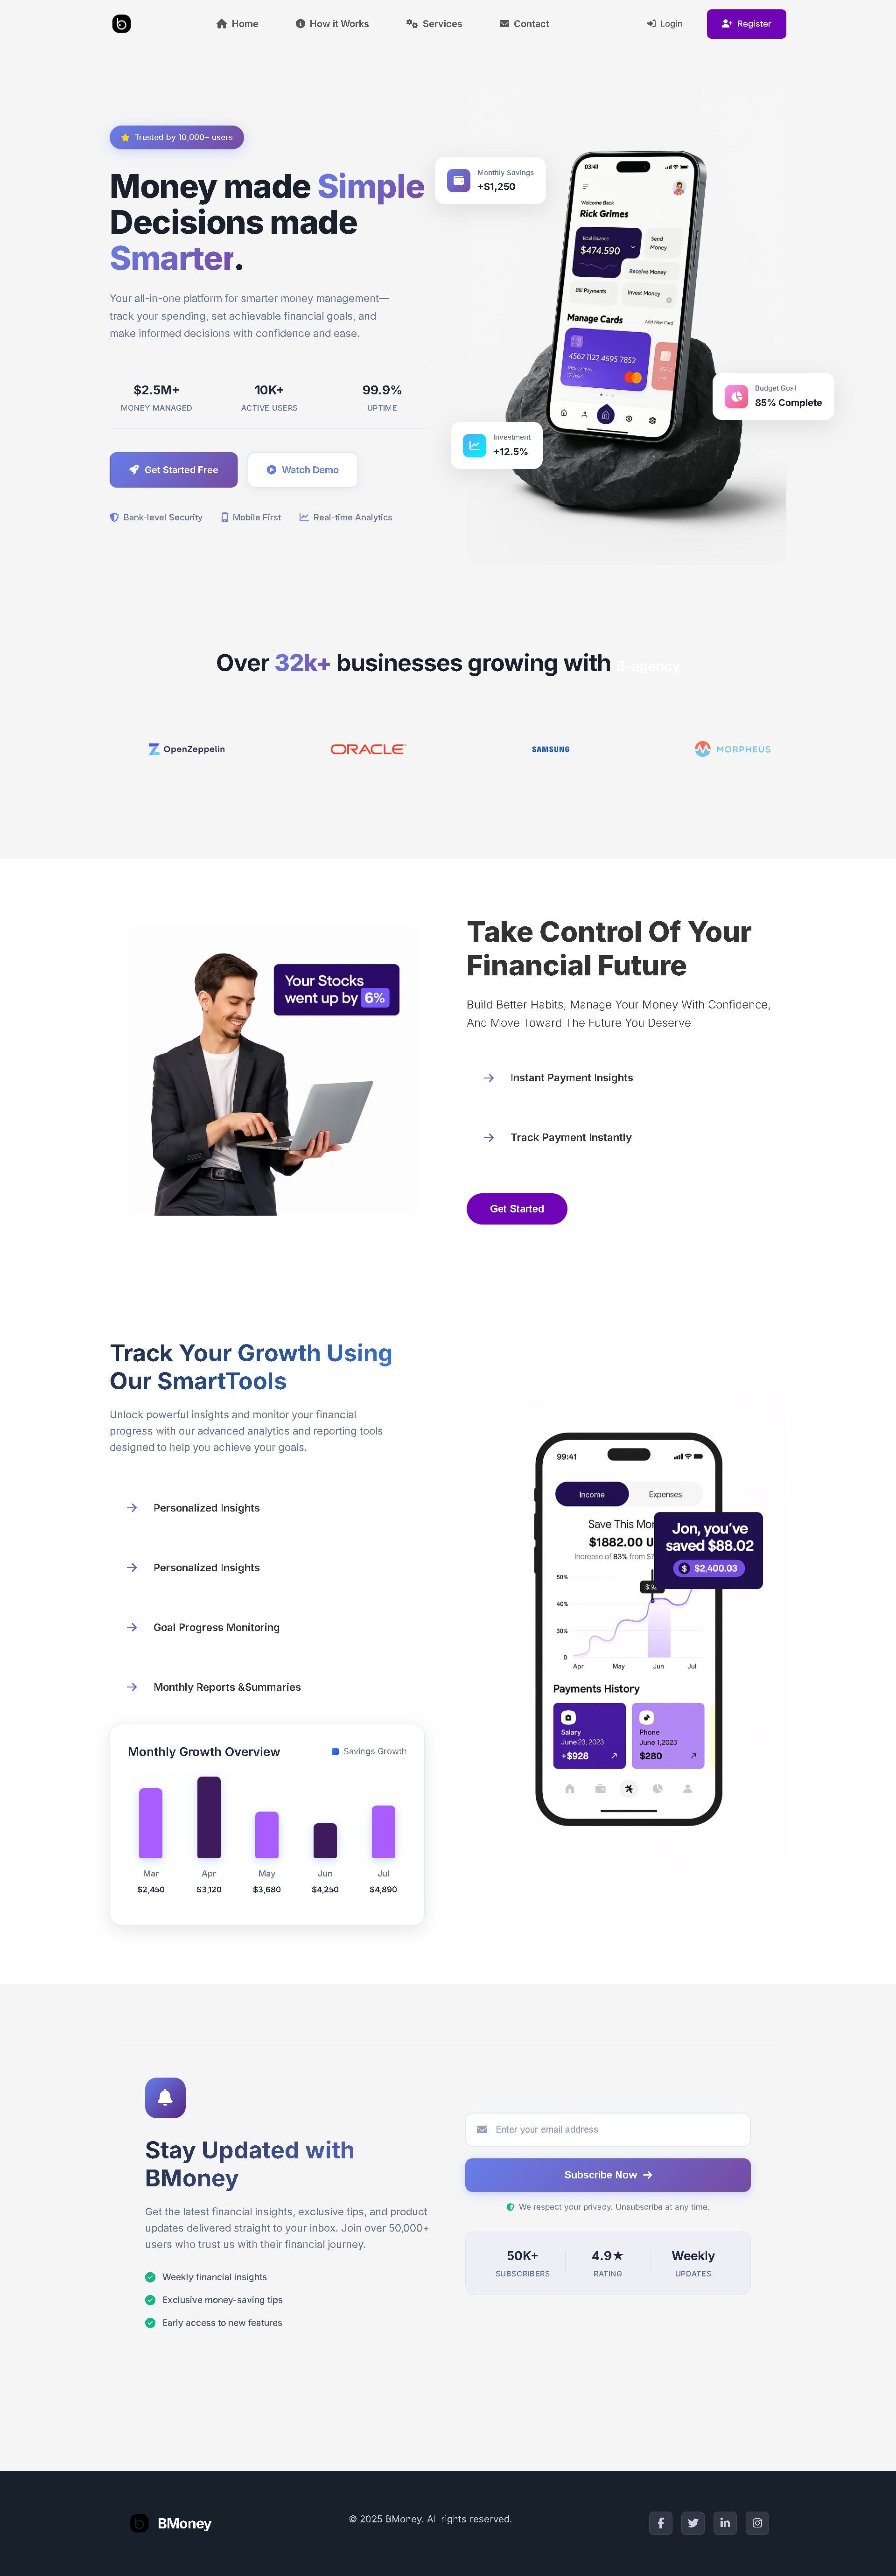 Home
How it Works
Services
Contact
Login
Register
Trusted by 10,000+ users
Money made Simple
Decisions made
Smarter.
Your all-in-one platform for smarter money management—
track your spending, set achievable financial goals, and
make informed decisions with confidence and ease.
$2.5M+
MONEY MANAGED
10K+
ACTIVE USERS
99.9%
UPTIME
Get Started Free
Watch Demo
Bank-level Security
Mobile First
Real-time Analytics
Monthly Savings
+$1,250
03:41
Welcome Back
Rick Grimes
Total Balance
$474.590
Send
Money
Receive Money
Bill Payments
Invest Money
Manage Cards
Add New Card
4562 1122 4595 7852
Budget Goal
85% Complete
Investment
+12.5%
Over 32k+ businesses growing with B-agency
OpenZeppelin
ORACLE
SAMSUNG
MORPHEUS
Your Stocks
went up by 6%
Take Control Of Your
Financial Future
Build Better Habits, Manage Your Money With Confidence,
And Move Toward The Future You Deserve
Instant Payment Insights
Track Payment Instantly
Get Started
Track Your Growth Using
Our SmartTools
Unlock powerful insights and monitor your financial
progress with our advanced analytics and reporting tools
designed to help you achieve your goals.
Personalized Insights
Personalized Insights
Goal Progress Monitoring
Monthly Reports &Summaries
Monthly Growth Overview
Savings Growth
Mar
Apr
May
Jun
Jul
$2,450
$3,120
$3,680
$4,250
$4,890
99:41
Income
Expenses
Save This Mon
$1882.00 U
Increase of 83% from
Jon, you've
saved $88.02
$2,400.03
50%
40%
30%
0
Apr
May
Jun
Jul
Payments History
Salary
June 23, 2023
+$928
Phone
June 1,2023
$280
Stay Updated with
BMoney
Get the latest financial insights, exclusive tips, and product
updates delivered straight to your inbox. Join over 50,000+
users who trust us with their financial journey.
Weekly financial insights
Exclusive money-saving tips
Early access to new features
Enter your email address
Subscribe Now
We respect your privacy. Unsubscribe at any time.
50K+
SUBSCRIBERS
4.9★
RATING
Weekly
UPDATES
BMoney
© 2025 BMoney. All rights reserved.